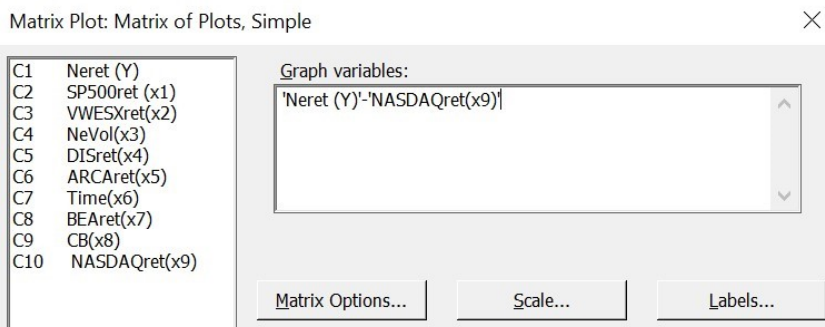 Matrix Plot: Matrix of Plots, Simple
C1 Neret (Y)
C2 SP500ret (x1)
C3 VWESXret(x2)
C4 NeVol(x3)
C5 DISret(x4)
C6 ARCAret(x5)
C7 Time(x6)
C8 BEAret(x7)
C9 CB(x8)
C10 NASDAQret(x9)
Graph variables:
'Neret (Y)'-'NASDAQret(x9)'
Matrix Options... Scale... Labels...